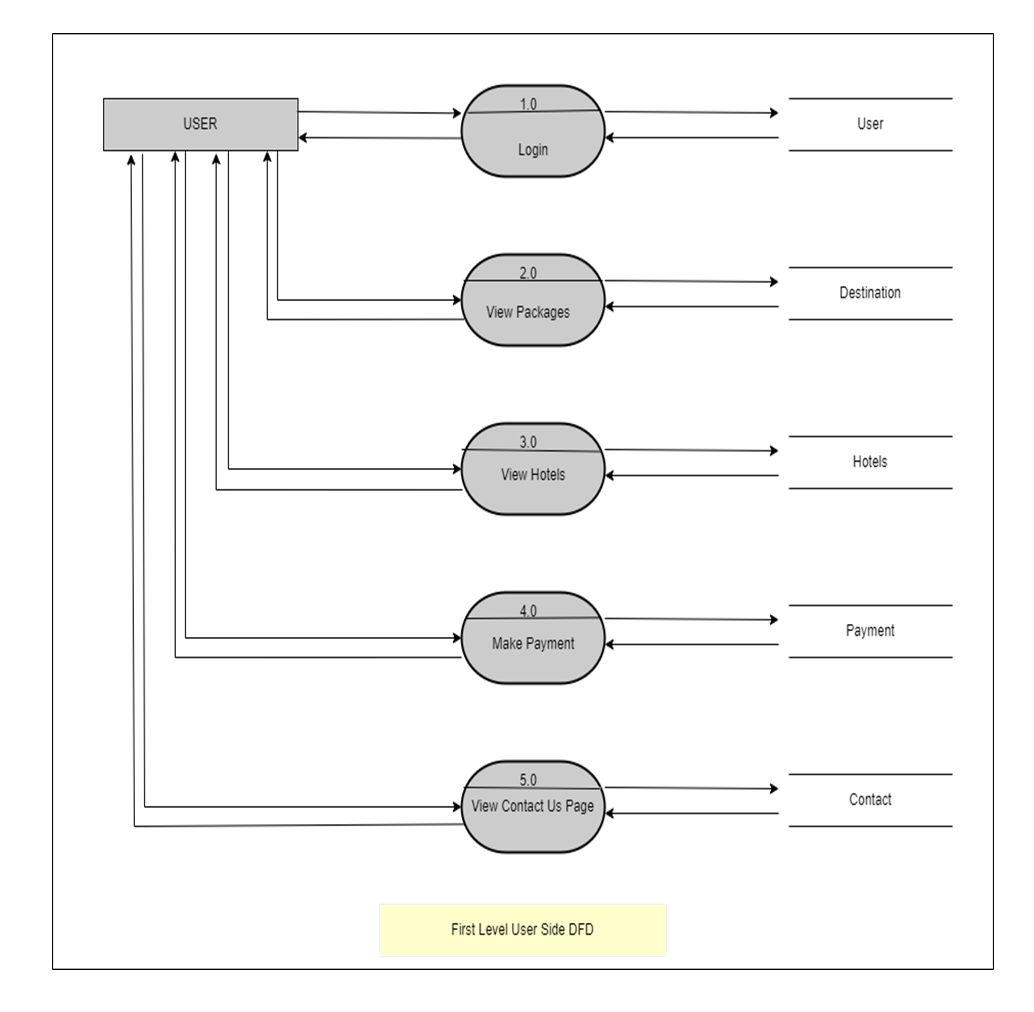 USER
1.0
Login
User
2.0
View Packages
Destination
3.0
View Hotels
Hotels
4.0
Make Payment
Payment
5.0
View Contact Us Page
Contact
First Level User Side DFD